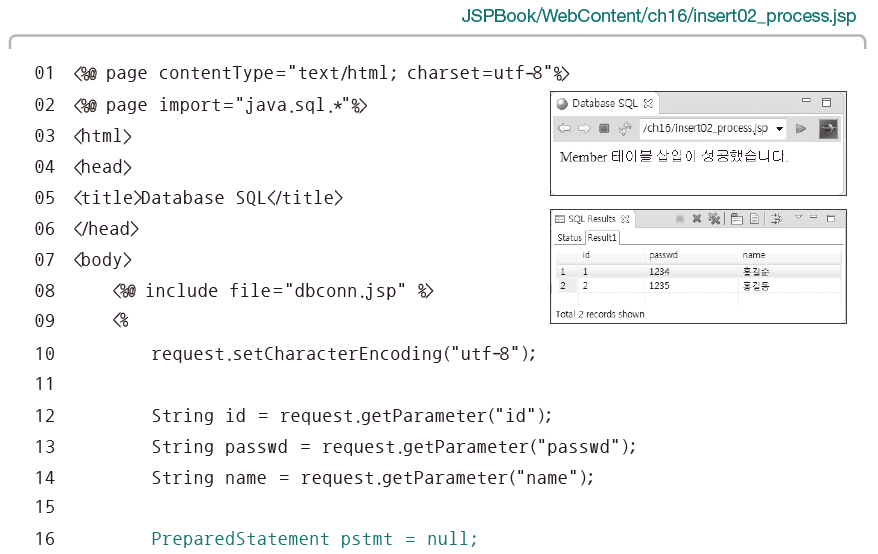 JSPBook/WebContent/ch16/insert02_process.jsp
01 <%@ page contentType="text/html; charset=utf-8"%>
02 <%@ page import="java.sql.*"%>
03 <html>
04 <head>
05 <title>Database SQL</title>
06 </head>
07 <body>
08 <%@ include file="dbconn.jsp" %>
09 <%
10 request.setCharacterEncoding("utf-8");
11
12 String id = request.getParameter("id");
13 String passwd = request.getParameter("passwd");
14 String name = request.getParameter("name");
15
16 PreparedStatement pstmt = null;
Database SQL
/ch16/insert02_process.jsp
Member 테이블 삽입이 성공했습니다.
SQL Results
Status Result1
id passwd name
1 1 1234 홍길순
2 2 1235 홍길동
Total 2 records shown